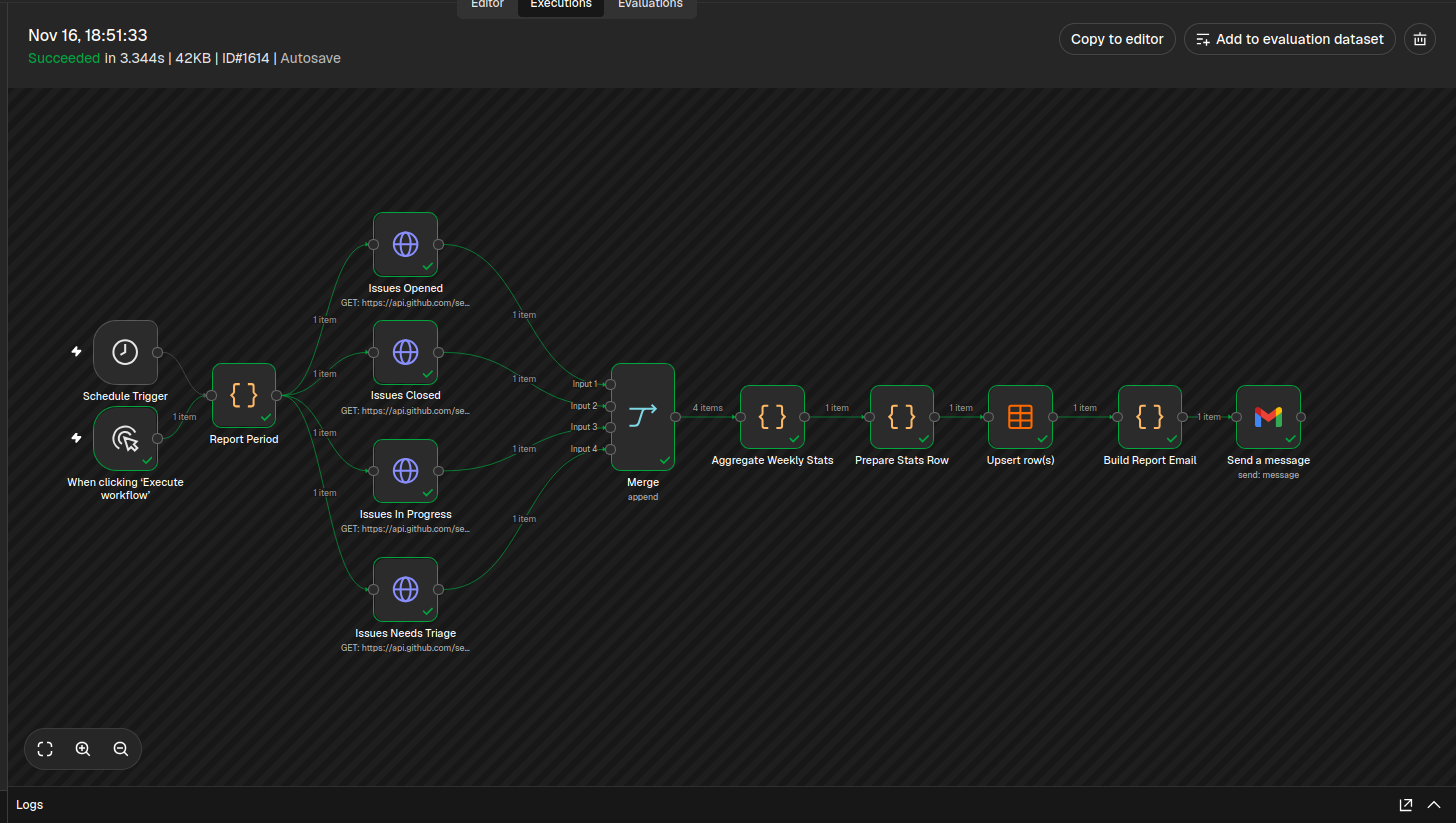 Editor
Executions
Evaluations
Nov 16, 18:51:33
Succeeded in 3.344s | 42KB | ID#1614 | Autosave
Copy to editor
Add to evaluation dataset
Issues Opened
GET: https://api.github.com/se...
1 item
1 item
Schedule Trigger
1 item
Issues Closed
GET: https://api.github.com/se...
1 item
Input 1
Input 2
Input 3
Input 4
1 item
Report Period
1 item
1 item
When clicking ‘Execute
workflow’
Issues In Progress
GET: https://api.github.com/se...
1 item
1 item
Merge
append
4 items
Aggregate Weekly Stats
1 item
Prepare Stats Row
1 item
Upsert row(s)
1 item
Build Report Email
1 item
Send a message
send: message
Issues Needs Triage
GET: https://api.github.com/se...
Logs